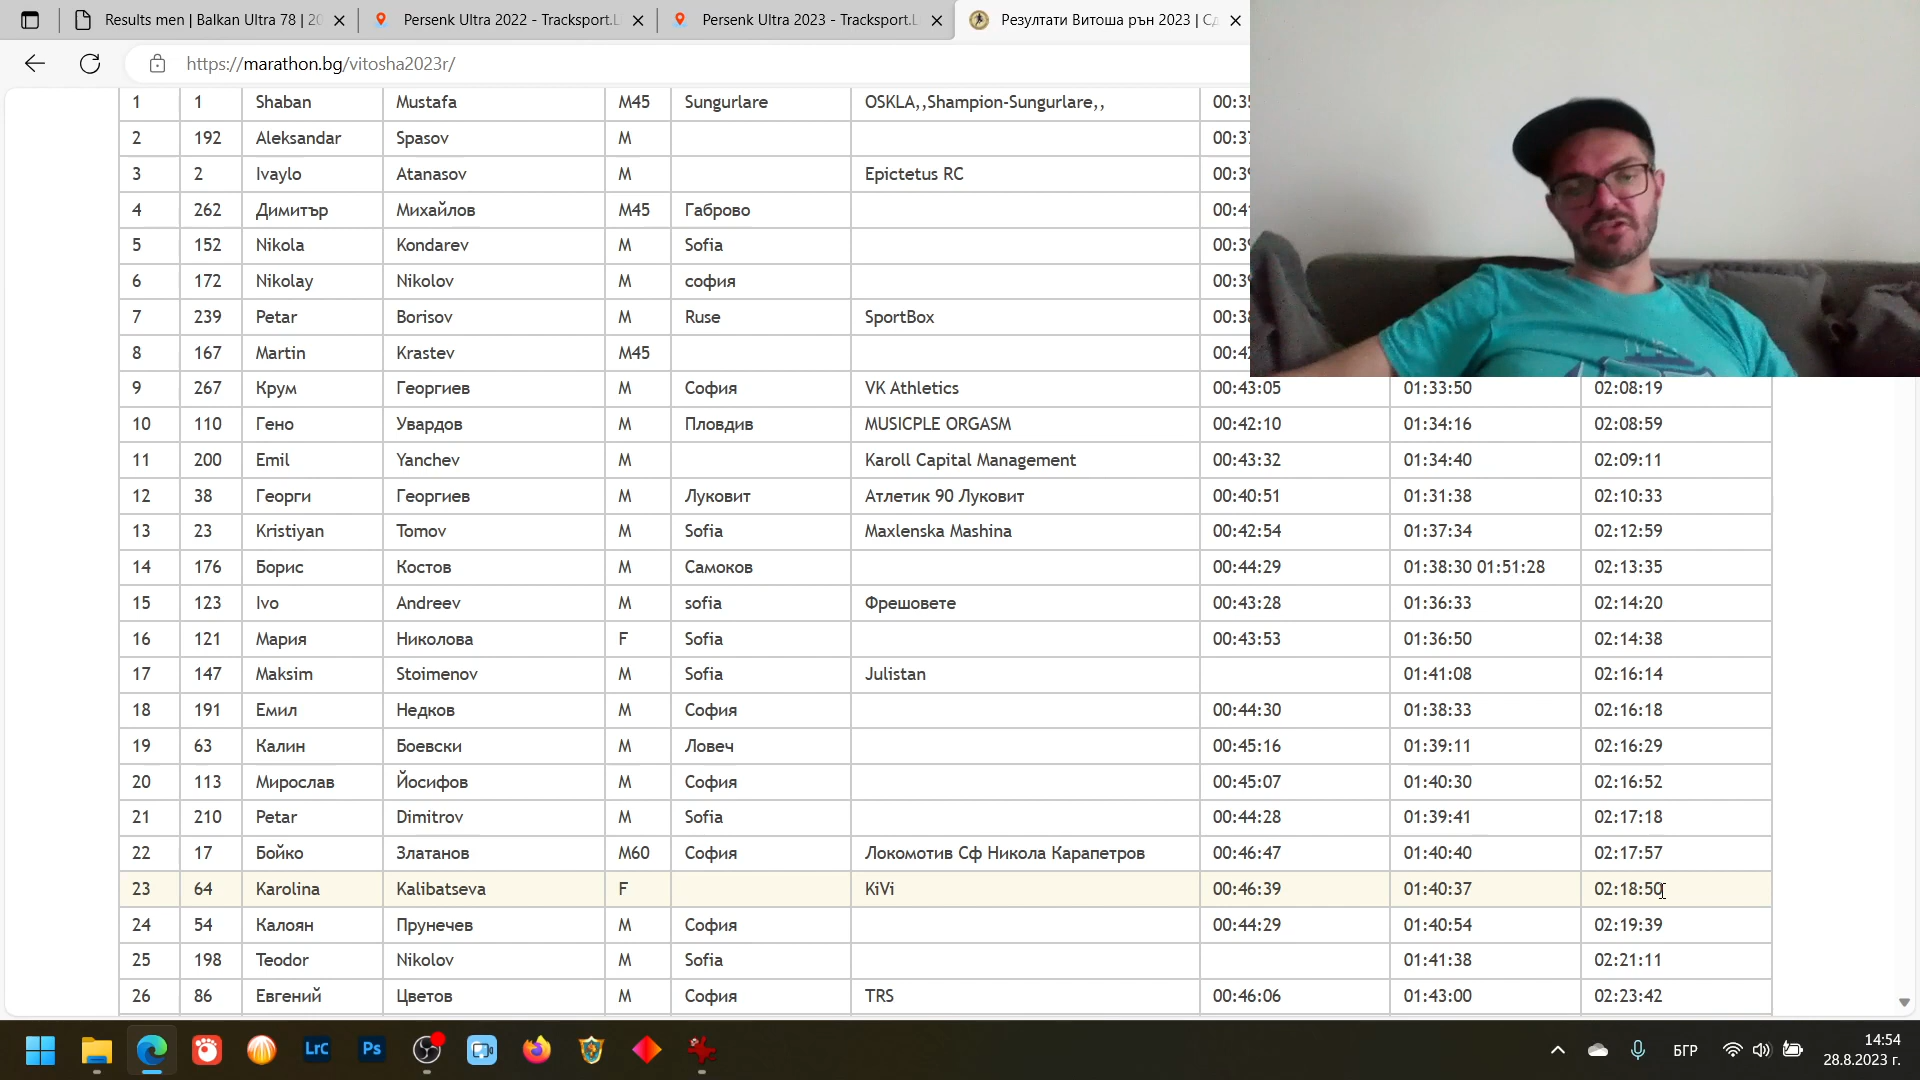 Results men | Balkan Ultra 78 | 20
Persenk Ultra 2022 - Tracksport.L
Persenk Ultra 2023 - Tracksport.L
Резултати Витоша рън 2023 | Сд
https://marathon.bg/vitosha2023r/
1 1 Shaban Mustafa M45 Sungurlare OSKLA,,Shampion-Sungurlare,,
2 192 Aleksandar Spasov M
3 2 Ivaylo Atanasov M Epictetus RC
4 262 Димитър Михайлов M45 Габрово
5 152 Nikola Kondarev M Sofia
6 172 Nikolay Nikolov M софия
7 239 Petar Borisov M Ruse SportBox
8 167 Martin Krastev M45
9 267 Крум Георгиев M София VK Athletics 00:43:05 01:33:50 02:08:19
10 110 Гено Увардов M Пловдив MUSICPLE ORGASM 00:42:10 01:34:16 02:08:59
11 200 Emil Yanchev M Karoll Capital Management 00:43:32 01:34:40 02:09:11
12 38 Георги Георгиев M Луковит Атлетик 90 Луковит 00:40:51 01:31:38 02:10:33
13 23 Kristiyan Tomov M Sofia Maxlenska Mashina 00:42:54 01:37:34 02:12:59
14 176 Борис Костов M Самоков 00:44:29 01:38:30 01:51:28 02:13:35
15 123 Ivo Andreev M sofia Фрешовете 00:43:28 01:36:33 02:14:20
16 121 Мария Николова F Sofia 00:43:53 01:36:50 02:14:38
17 147 Maksim Stoimenov M Sofia Julistan 01:41:08 02:16:14
18 191 Емил Недков M София 00:44:30 01:38:33 02:16:18
19 63 Калин Боевски M Ловеч 00:45:16 01:39:11 02:16:29
20 113 Мирослав Йосифов M София 00:45:07 01:40:30 02:16:52
21 210 Petar Dimitrov M Sofia 00:44:28 01:39:41 02:17:18
22 17 Бойко Златанов M60 София Локомотив Сф Никола Карапетров 00:46:47 01:40:40 02:17:57
23 64 Karolina Kalibatseva F KiVi 00:46:39 01:40:37 02:18:50
24 54 Калоян Прунечев M София 00:44:29 01:40:54 02:19:39
25 198 Teodor Nikolov M Sofia 01:41:38 02:21:11
26 86 Евгений Цветов M София TRS 00:46:06 01:43:00 02:23:42
LrC Ps БГР 14:54
28.8.2023 г.